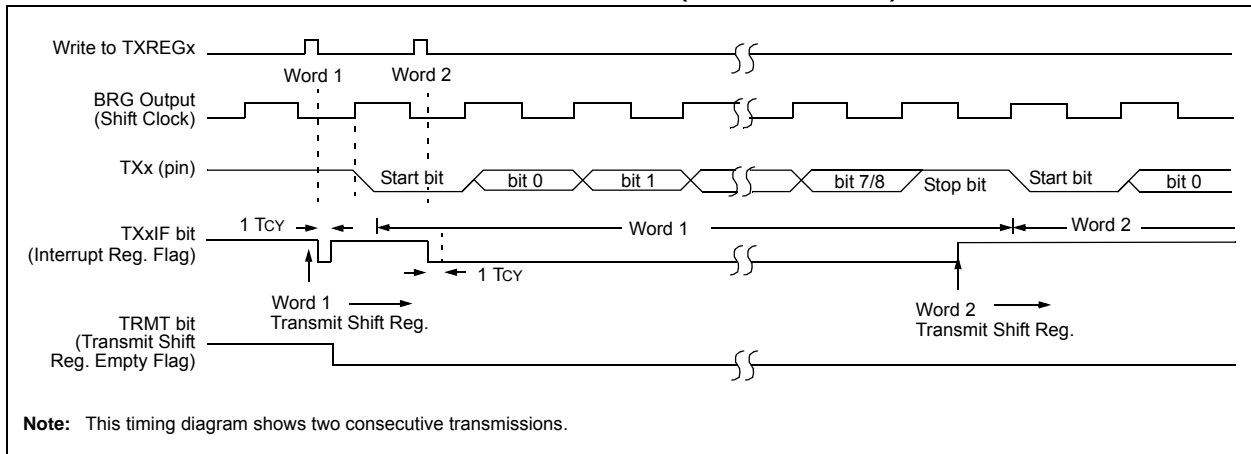 Write to TXREGx
Word 1
Word 2
BRG Output
(Shift Clock)
TXx (pin)
Start bit
bit 0
bit 1
bit 7/8
Stop bit
Start bit
bit 0
1 TCY
TXxIF bit
(Interrupt Reg. Flag)
Word 1
Word 2
1 TCY
Word 1
Transmit Shift Reg.
Word 2
Transmit Shift Reg.
TRMT bit
(Transmit Shift
Reg. Empty Flag)
Note: This timing diagram shows two consecutive transmissions.